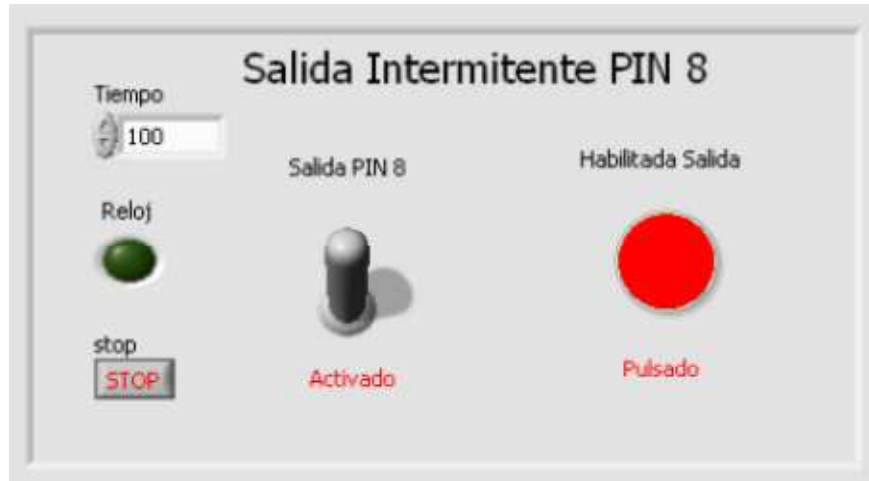 Salida Intermitente PIN 8
Tiempo
100
Salida PIN 8
Habilitada Salida
Reloj
stop
STOP
Activado
Pulsado